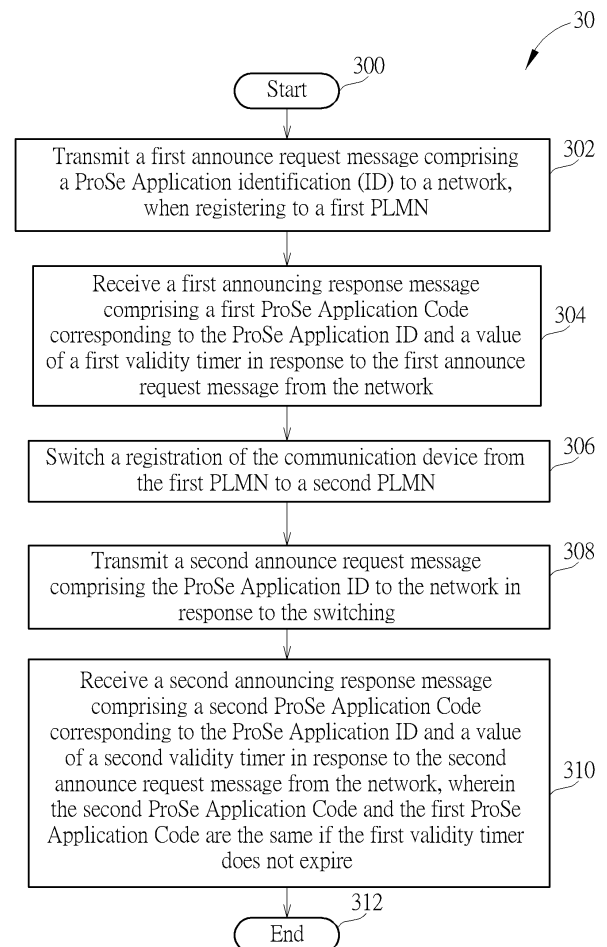 30
Start
300
Transmit a first announce request message comprising
a ProSe Application identification (ID) to a network,
when registering to a first PLMN
302
Receive a first announcing response message
comprising a first ProSe Application Code
corresponding to the ProSe Application ID and a value
of a first validity timer in response to the first announce
request message from the network
304
Switch a registration of the communication device from
the first PLMN to a second PLMN
306
Transmit a second announce request message
comprising the ProSe Application ID to the network in
response to the switching
308
Receive a second announcing response message
comprising a second ProSe Application Code
corresponding to the ProSe Application ID and a value
of a second validity timer in response to the second
announce request message from the network, wherein
the second ProSe Application Code and the first ProSe
Application Code are the same if the first validity timer
does not expire
310
End
312